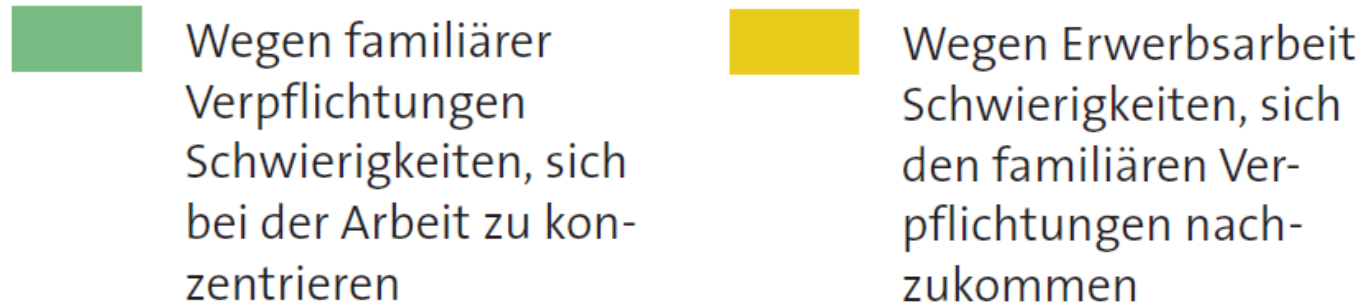 Wegen familiärer
Verpflichtungen
Schwierigkeiten, sich
bei der Arbeit zu kon-
zentrieren
Wegen Erwerbsarbeit
Schwierigkeiten, sich
den familiären Ver-
pflichtungen nach-
zukommen